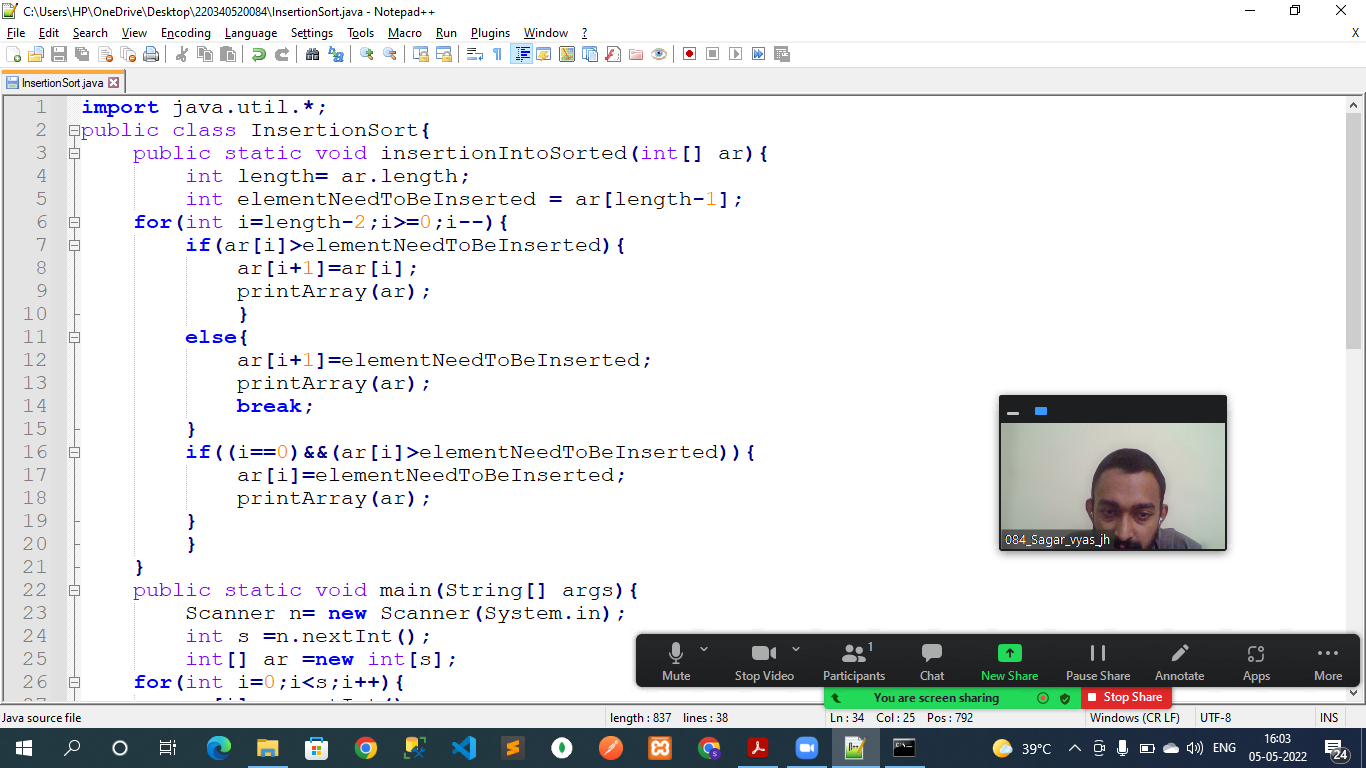 C:\Users\HP\OneDrive\Desktop\220340520084\InsertionSort.java - Notepad++
File Edit Search View Encoding Language Settings Tools Macro Run Plugins Window ? X
InsertionSort.java
1 import java.util.*;
2 public class InsertionSort{
3 public static void insertionIntoSorted(int[] ar){
4 int length= ar.length;
5 int elementNeedToBeInserted = ar[length-1];
6 for(int i=length-2;i>=0;i--){
7 if(ar[i]>elementNeedToBeInserted){
8 ar[i+1]=ar[i];
9 printArray(ar);
10 }
11 else{
12 ar[i+1]=elementNeedToBeInserted;
13 printArray(ar);
14 break;
15 }
16 if((i==0)&&(ar[i]>elementNeedToBeInserted)){
17 ar[i]=elementNeedToBeInserted;
18 printArray(ar);
19 }
20 }
21 }
22 public static void main(String[] args){
23 Scanner n= new Scanner(System.in);
24 int s =n.nextInt();
25 int[] ar =new int[s];
26 for(int i=0;i<s;i++){
084_Sagar_vyas_jh
Mute Stop Video Participants 1 Chat New Share Pause Share Annotate Apps More
You are screen sharing Stop Share
Java source file length : 837 lines : 38 Ln : 34 Col : 25 Pos : 792 Windows (CR LF) UTF-8 INS
39°C ENG 16:03
05-05-2022 24